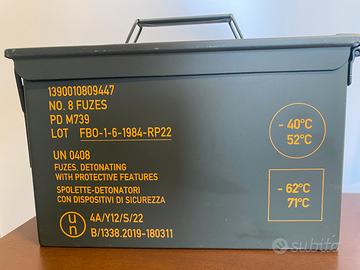 1390010809447
NO. 8 FUZES
PD M739
LOT FBO-1-6-1984-RP22
UN 0408
FUZES, DETONATING
WITH PROTECTIVE FEATURES
SPOLETTE-DETONATORI
CON DISPOSITIVI DI SICUREZZA
un
4A/Y12/S/22
B/1338.2019-180311
- 40°C
52°C
- 62°C
71°C
subito